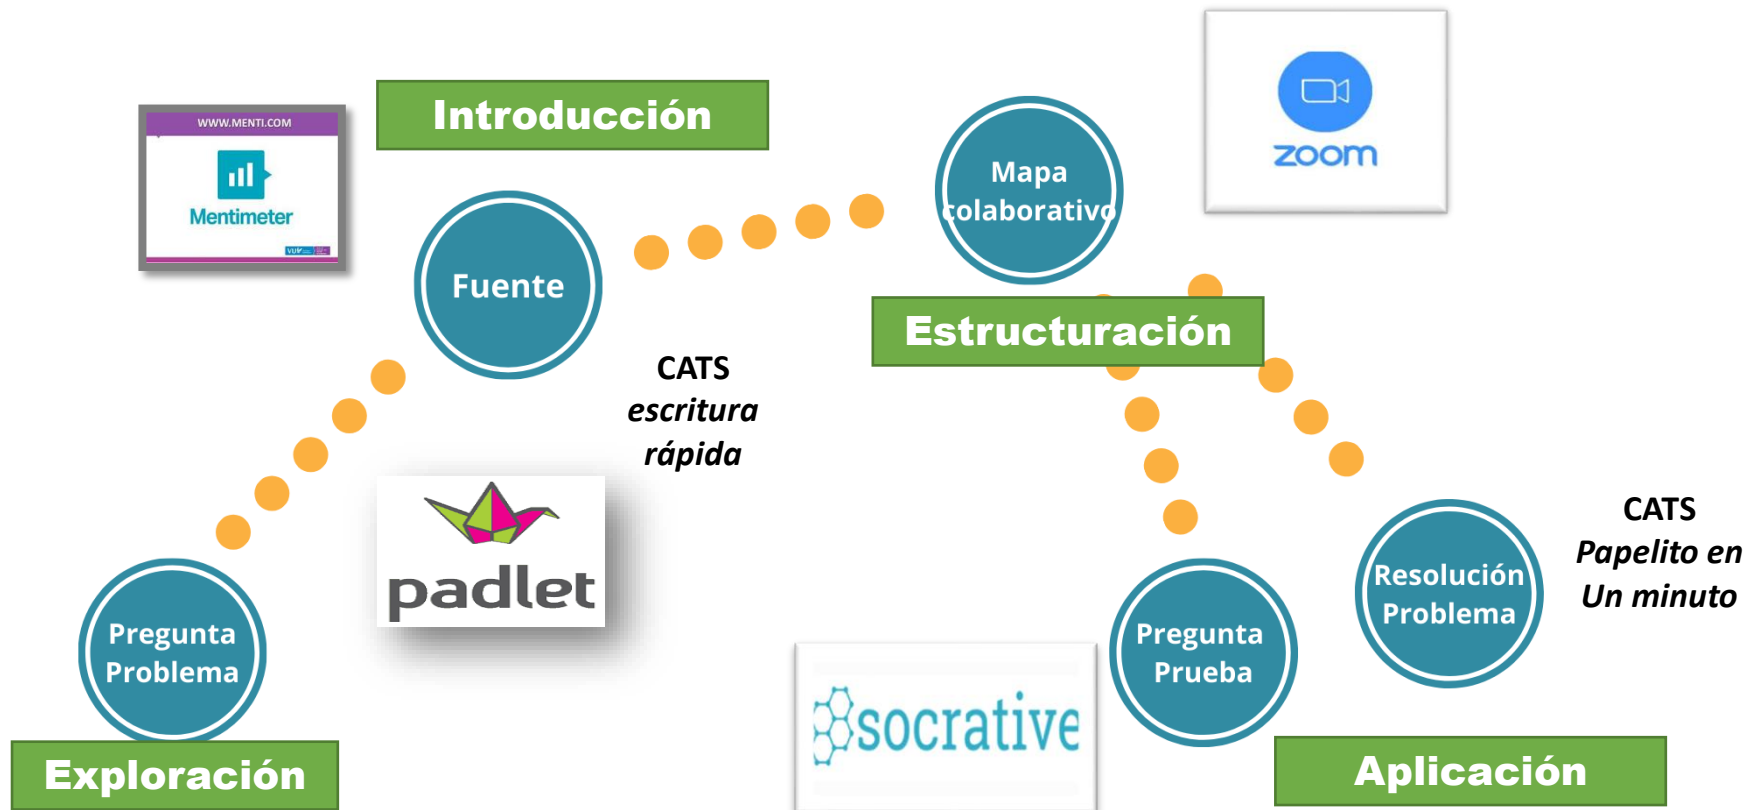 WWW.MENTI.COM
Mentimeter
Introducción
Fuente
Mapa
colaborativo
zoom
Estructuración
CATS
escritura
rápida
padlet
Pregunta
Problema
Exploración
socrative
Pregunta
Prueba
Resolución
Problema
CATS
Papelito en
Un minuto
Aplicación